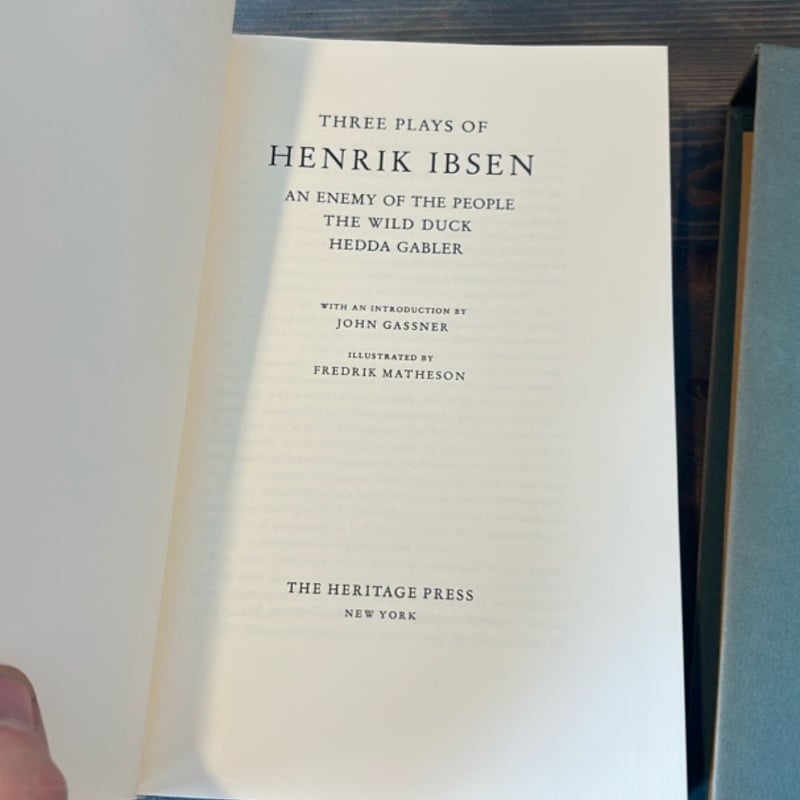 THREE PLAYS OF
HENRIK IBSEN
AN ENEMY OF THE PEOPLE
THE WILD DUCK
HEDDA GABLER
WITH AN INTRODUCTION BY
JOHN GASSNER
ILLUSTRATED BY
FREDRIK MATHESON
THE HERITAGE PRESS
NEW YORK